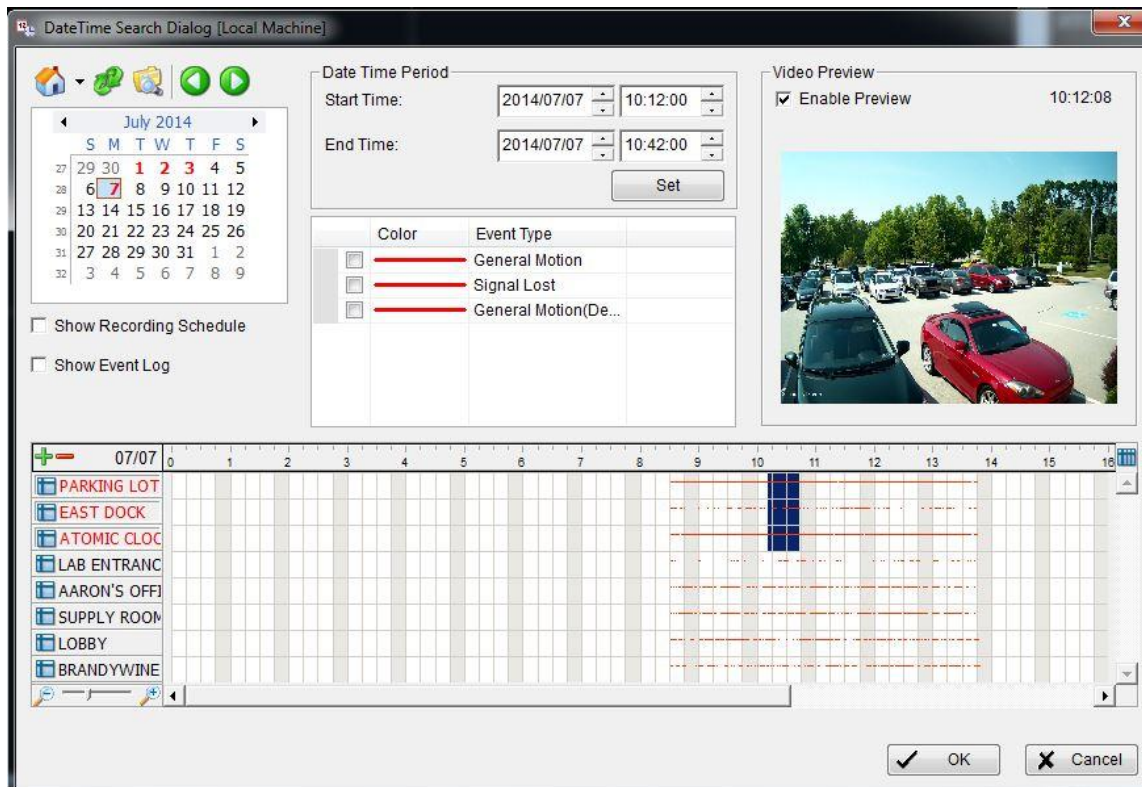 DateTime Search Dialog [Local Machine]
July 2014
S M T W T F S
27 29 30 1 2 3 4 5
28 6 7 8 9 10 11 12
29 13 14 15 16 17 18 19
30 20 21 22 23 24 25 26
31 27 28 29 30 31 1 2
32 3 4 5 6 7 8 9
Show Recording Schedule
Show Event Log
Date Time Period
Start Time: 2014/07/07 10:12:00
End Time: 2014/07/07 10:42:00
Set
Color Event Type
General Motion
Signal Lost
General Motion(De...
Video Preview
Enable Preview 10:12:08
07/07 0 1 2 3 4 5 6 7 8 9 10 11 12 13 14 15 16
PARKING LOT
EAST DOCK
ATOMIC CLOC
LAB ENTRANC
AARON'S OFFI
SUPPLY ROOM
LOBBY
BRANDYWINE
OK Cancel